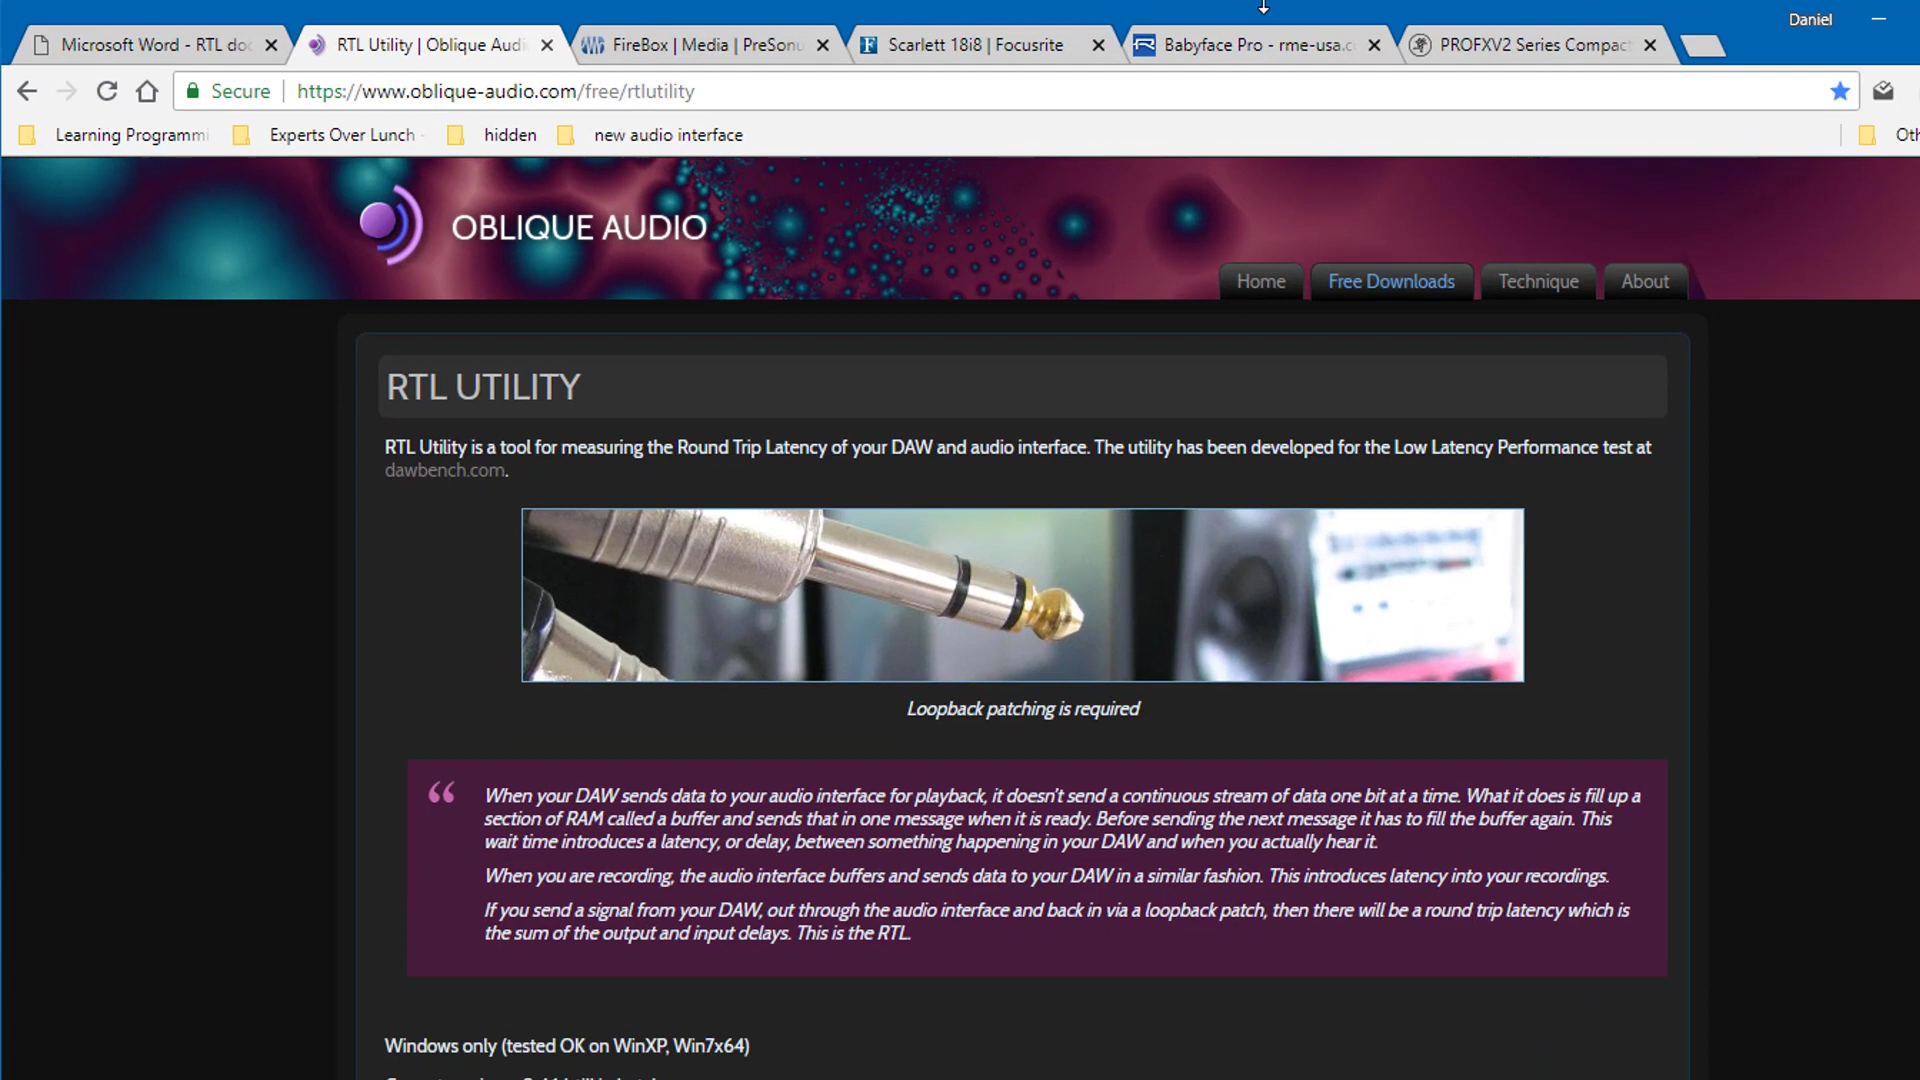 Daniel
Microsoft Word - RTL doc
RTL Utility | Oblique Audi
FireBox | Media | PreSonu
Scarlett 18i8 | Focusrite
Babyface Pro - rme-usa.c
PROFXV2 Series Compact
Secure
https://www.oblique-audio.com/free/rtlutility
Learning Programmi
Experts Over Lunch -
hidden
new audio interface
Oth
OBLIQUE AUDIO
Home
Free Downloads
Technique
About
RTL UTILITY
RTL Utility is a tool for measuring the Round Trip Latency of your DAW and audio interface. The utility has been developed for the Low Latency Performance test at
dawbench.com.
Loopback patching is required
“ When your DAW sends data to your audio interface for playback, it doesn't send a continuous stream of data one bit at a time. What it does is fill up a
section of RAM called a buffer and sends that in one message when it is ready. Before sending the next message it has to fill the buffer again. This
wait time introduces a latency, or delay, between something happening in your DAW and when you actually hear it.
When you are recording, the audio interface buffers and sends data to your DAW in a similar fashion. This introduces latency into your recordings.
If you send a signal from your DAW, out through the audio interface and back in via a loopback patch, then there will be a round trip latency which is
the sum of the output and input delays. This is the RTL.
Windows only (tested OK on WinXP, Win7x64)